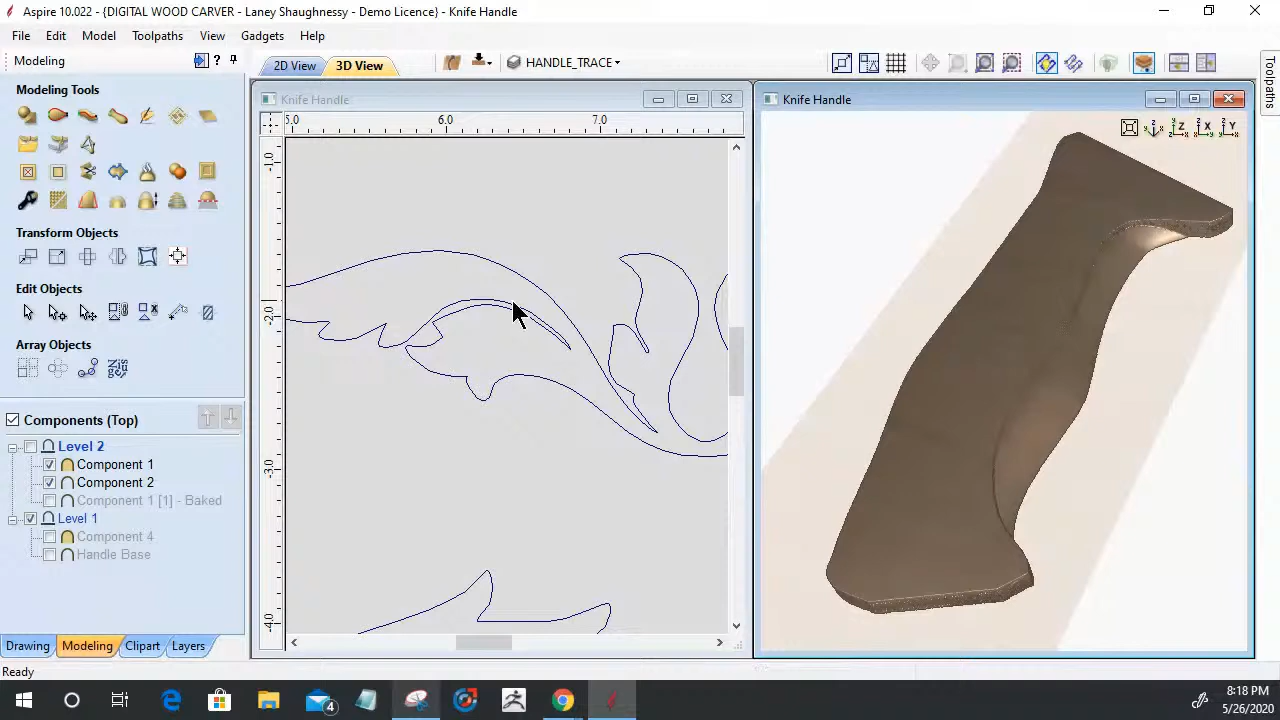 Aspire 10.022 - {DIGITAL WOOD CARVER - Laney Shaughnessy - Demo Licence} - Knife Handle
File Edit Model Toolpaths View Gadgets Help
Modeling
2D View 3D View HANDLE_TRACE
Toolpaths
Modeling Tools
Transform Objects
Edit Objects
Array Objects
Components (Top)
Level 2
Component 1
Component 2
Component 1 [1] - Baked
Level 1
Component 4
Handle Base
Drawing Modeling Clipart Layers
Knife Handle
5.0 6.0 7.0
-1.0
-2.0
-3.0
-4.0
Knife Handle
Z X Y
Ready
4
8:18 PM
5/26/2020